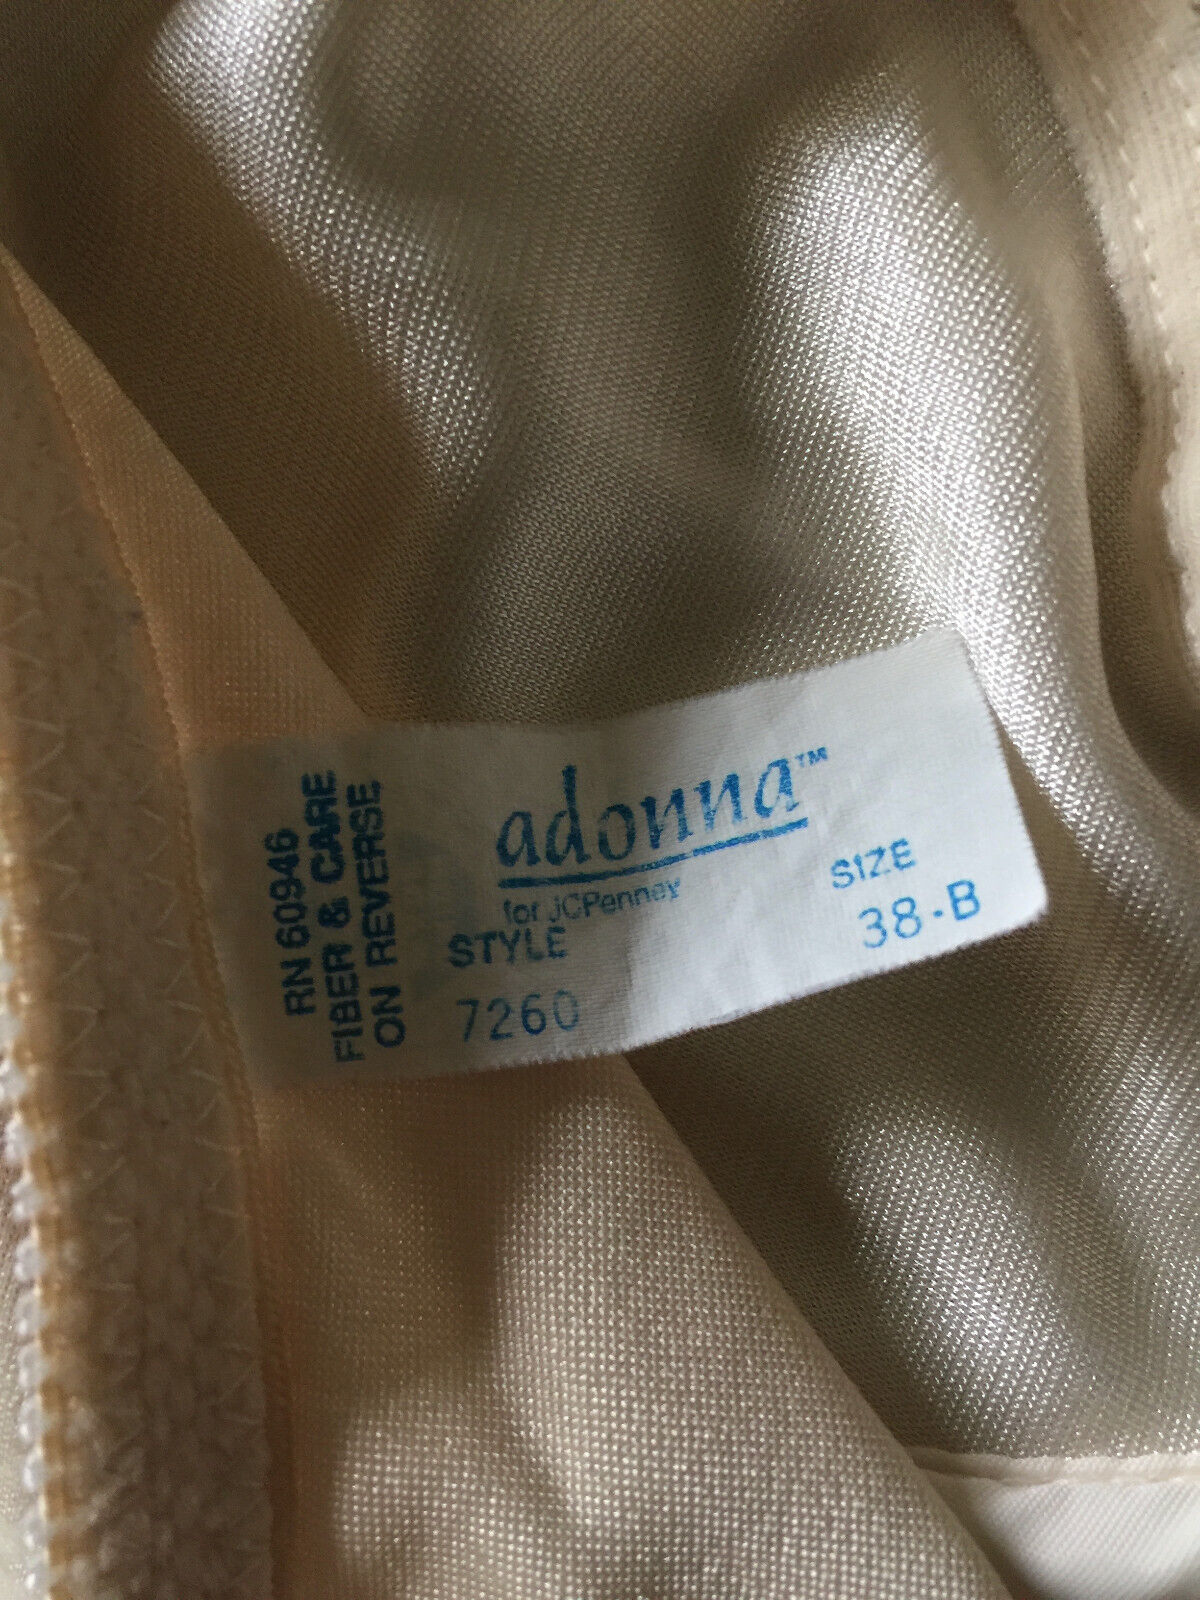 RN 60946
FIBER & CARE
ON REVERSE
adonna™
for JCPenney
STYLE
7260
SIZE
38-B